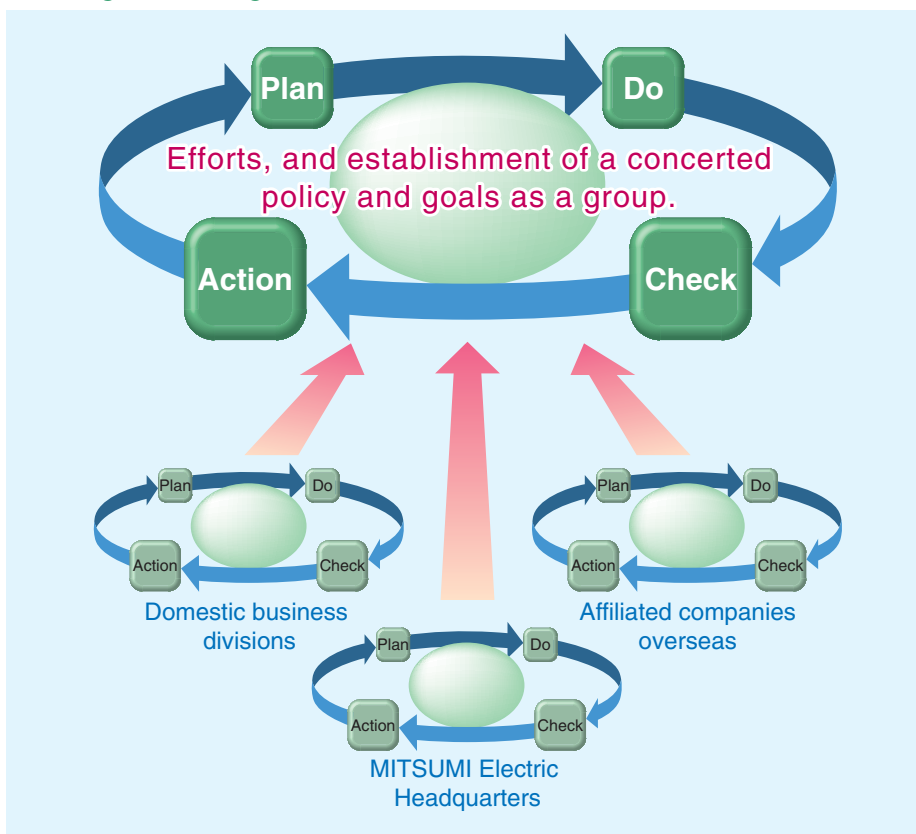 Plan
Do
Efforts, and establishment of a concerted
policy and goals as a group.
Action
Check
Plan
Do
Action
Check
Domestic business
divisions
Plan
Do
Action
Check
Affiliated companies
overseas
Plan
Do
Action
Check
MITSUMI Electric
Headquarters